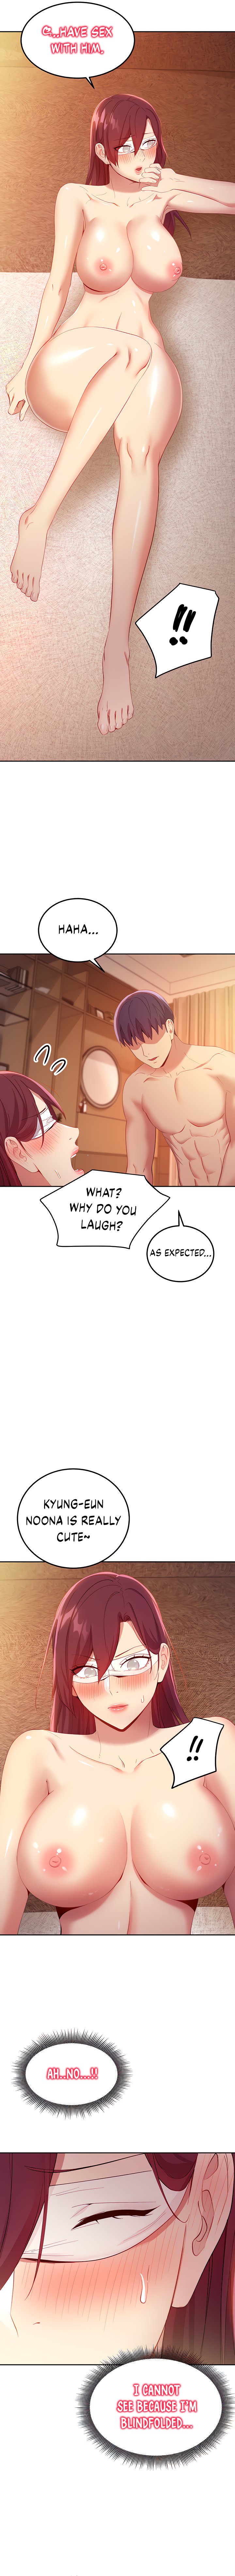 C...HAVE SEX
WITH HIM.
!!
HAHA...
WHAT?
WHY DO YOU
LAUGH?
AS EXPECTED...
KYUNG-EUN
NOONA IS REALLY
CUTE~
!!
AH..NO...!!
I CANNOT
SEE BECAUSE I'M
BLINDFOLDED...